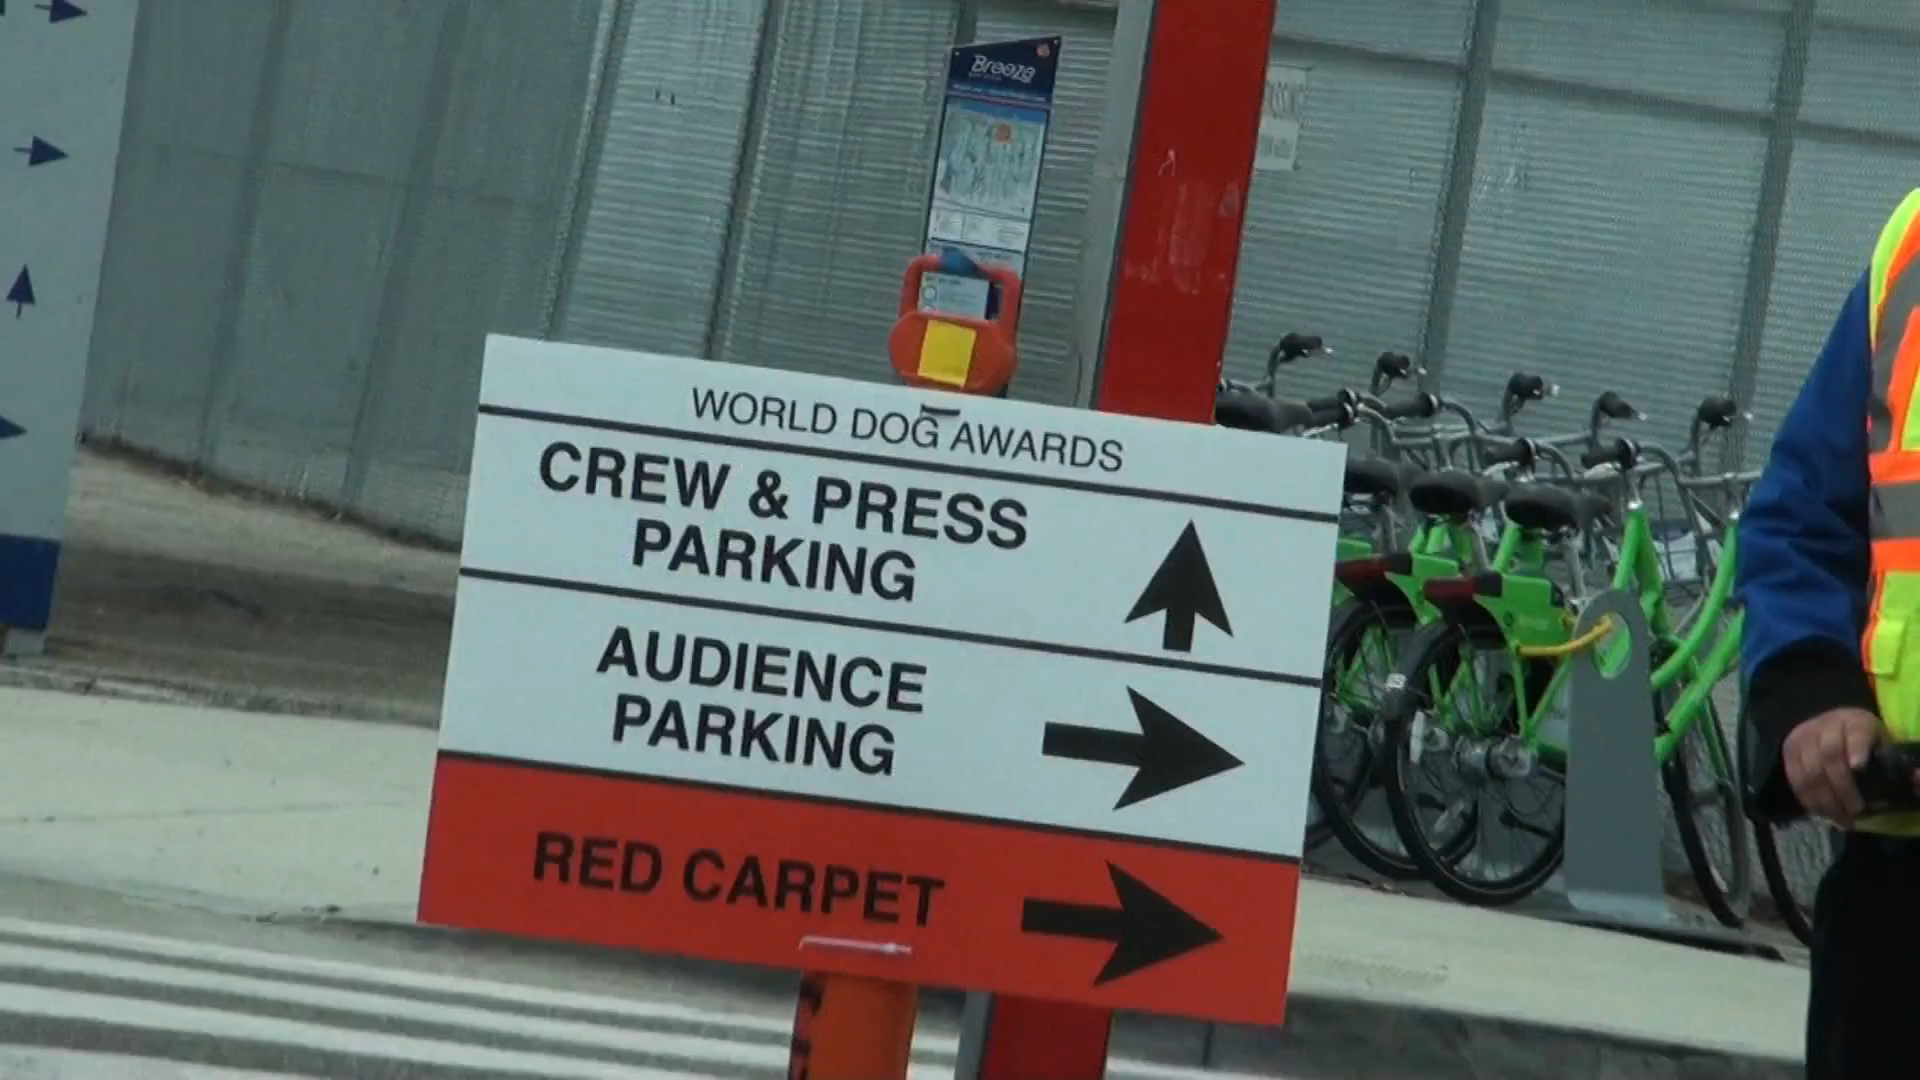 Breeze
WORLD DOG AWARDS
CREW & PRESS
PARKING
AUDIENCE
PARKING
RED CARPET